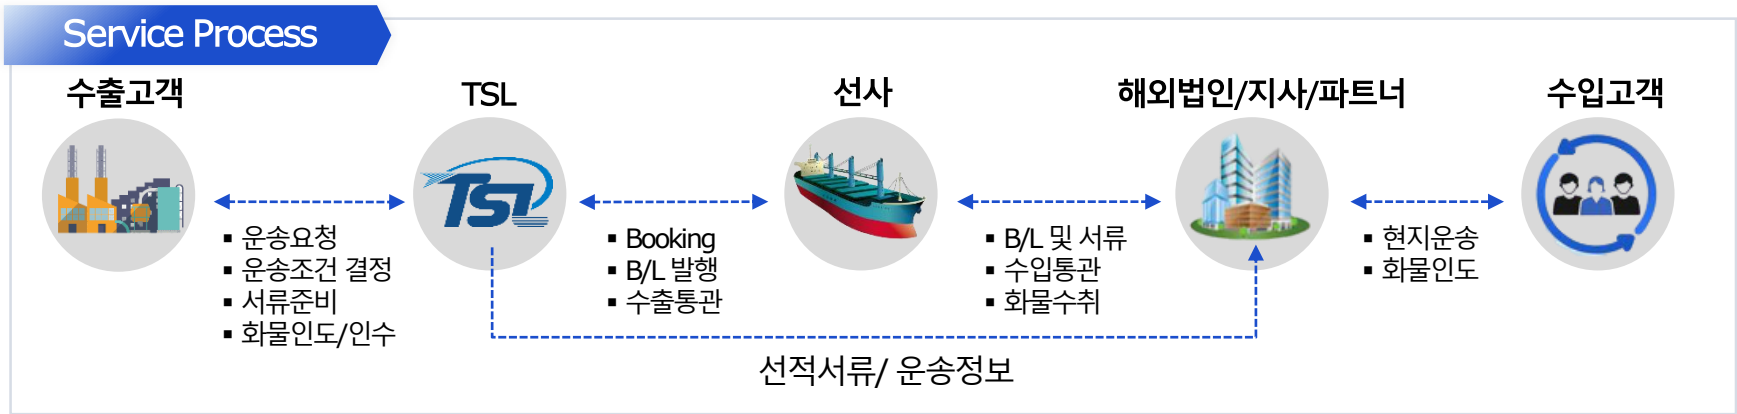 Service Process
수출고객
TSL
선사
해외법인/지사/파트너
수입고객
TSL
▪ 운송요청
▪ 운송조건 결정
▪ 서류준비
▪ 화물인도/인수
▪ Booking
▪ B/L 발행
▪ 수출통관
▪ B/L 및 서류
▪ 수입통관
▪ 화물수취
▪ 현지운송
▪ 화물인도
선적서류/ 운송정보